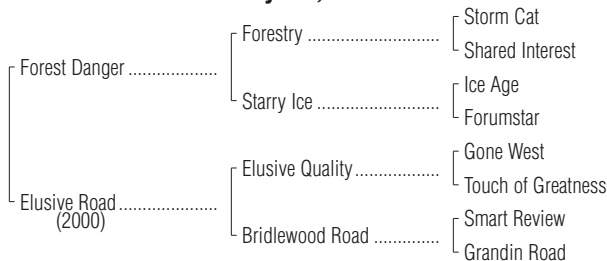 Storm Cat
Forestry ..........................
Shared Interest
Forest Danger ..................
Ice Age
Starry Ice .........................
Forumstar
Gone West
Elusive Quality.................
Touch of Greatness
Elusive Road....................
(2000)
Smart Review
Bridlewood Road .............
Grandin Road